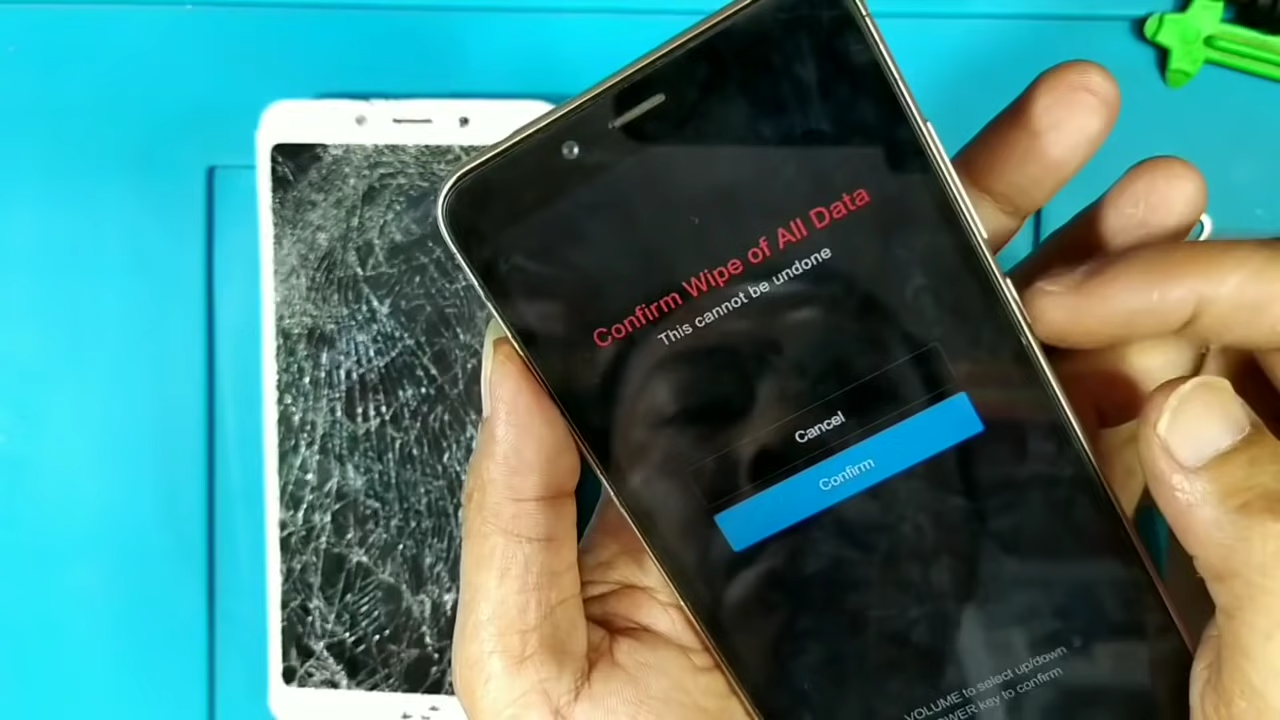 Confirm Wipe of All Data
This cannot be undone
Cancel
Confirm
VOLUME to select up/down
key to confirm